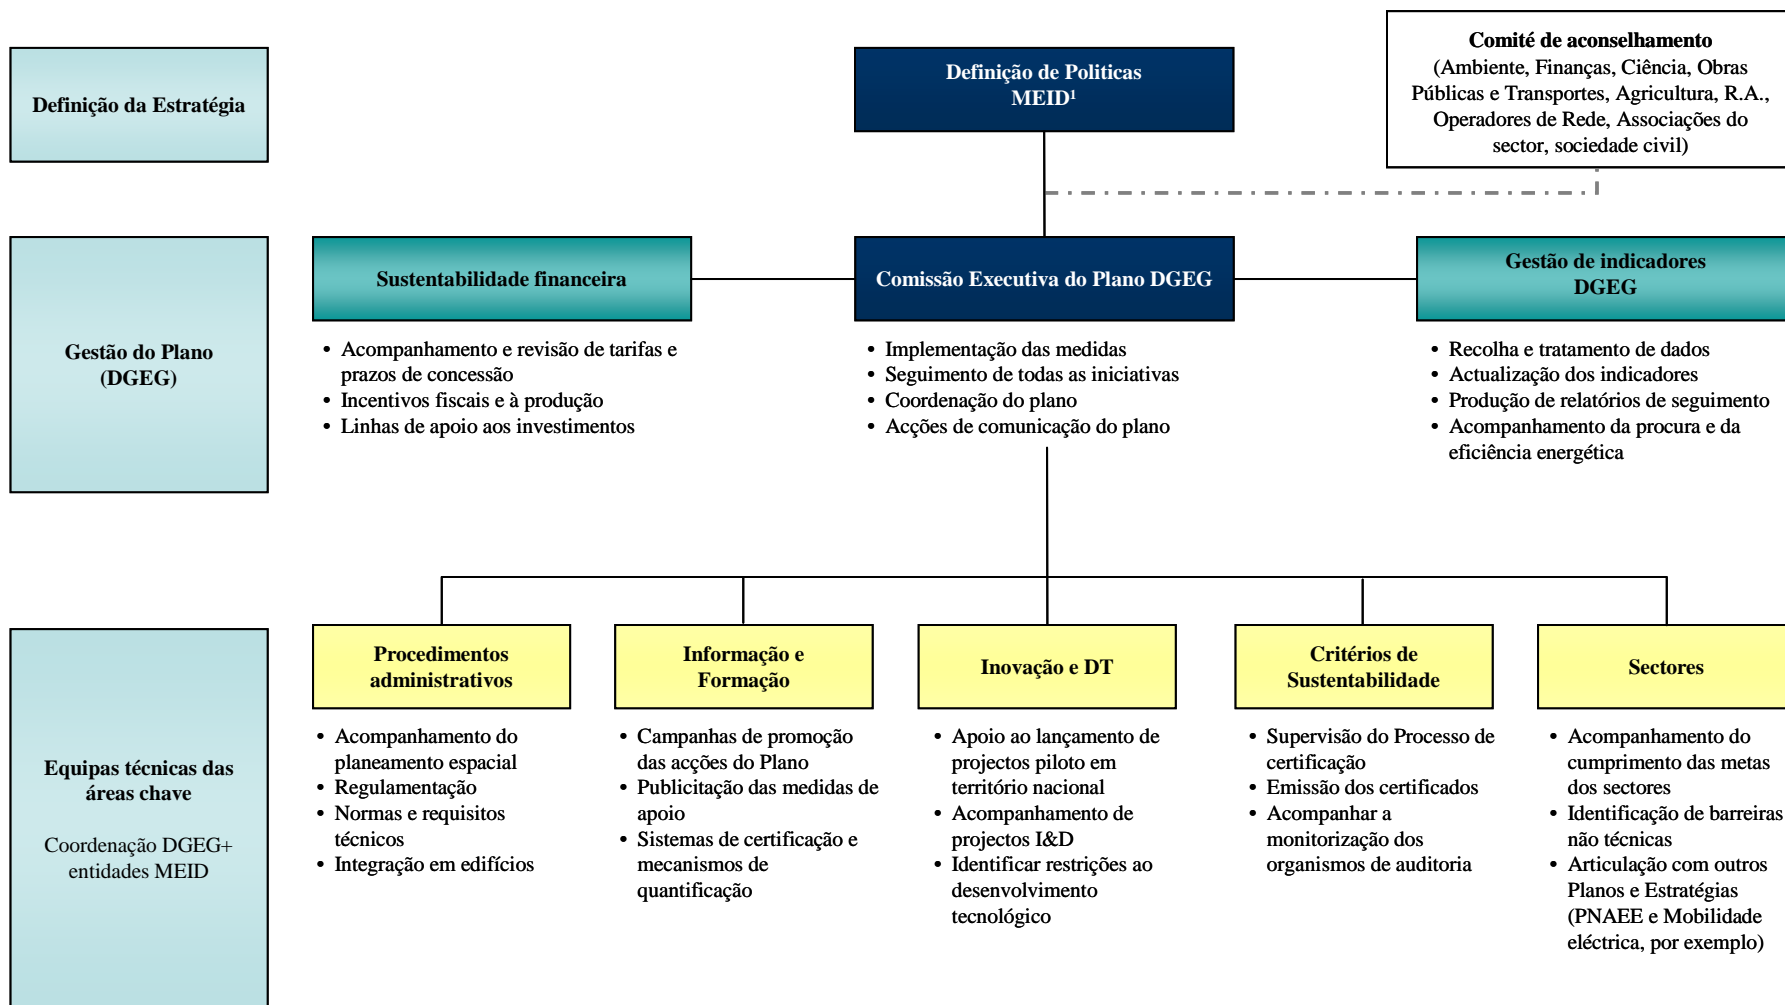 Definição da Estratégia
Definição de Politicas
MEID¹
Comité de aconselhamento
(Ambiente, Finanças, Ciência, Obras
Públicas e Transportes, Agricultura, R.A.,
Operadores de Rede, Associações do
sector, sociedade civil)
Gestão do Plano
(DGEG)
Sustentabilidade financeira
• Acompanhamento e revisão de tarifas e
prazos de concessão
• Incentivos fiscais e à produção
• Linhas de apoio aos investimentos
Comissão Executiva do Plano DGEG
• Implementação das medidas
• Seguimento de todas as iniciativas
• Coordenação do plano
• Acções de comunicação do plano
Gestão de indicadores
DGEG
• Recolha e tratamento de dados
• Actualização dos indicadores
• Produção de relatórios de seguimento
• Acompanhamento da procura e da
eficiência energética
Equipas técnicas das
áreas chave
Coordenação DGEG+
entidades MEID
Procedimentos
administrativos
• Acompanhamento do
planeamento espacial
• Regulamentação
• Normas e requisitos
técnicos
• Integração em edifícios
Informação e
Formação
• Campanhas de promoção
das acções do Plano
• Publicitação das medidas de
apoio
• Sistemas de certificação e
mecanismos de
quantificação
Inovação e DT
• Apoio ao lançamento de
projectos piloto em
território nacional
• Acompanhamento de
projectos I&D
• Identificar restrições ao
desenvolvimento
tecnológico
Critérios de
Sustentabilidade
• Supervisão do Processo de
certificação
• Emissão dos certificados
• Acompanhar a
monitorização dos
organismos de auditoria
Sectores
• Acompanhamento do
cumprimento das metas
dos sectores
• Identificação de barreiras
não técnicas
• Articulação com outros
Planos e Estratégias
(PNAEE e Mobilidade
eléctrica, por exemplo)